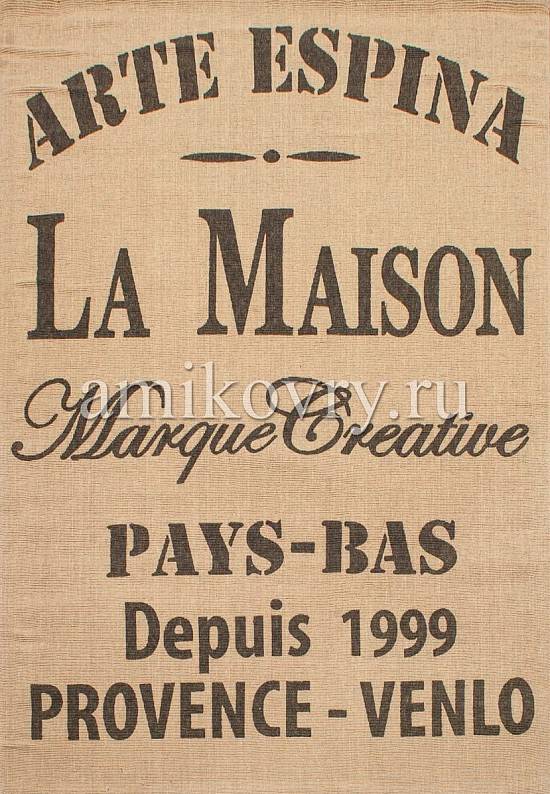 ARTE ESPINA
LA MAISON
amikovry.ru
Marque Creative
PAYS-BAS
Depuis 1999
PROVENCE - VENLO